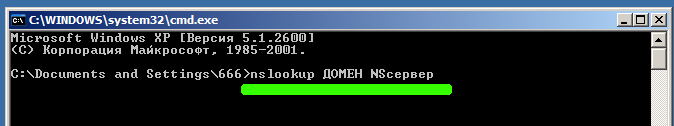 C:\WINDOWS\system32\cmd.exe
Microsoft Windows XP [Версия 5.1.2600]
(C) Корпорация Майкрософт, 1985-2001.
C:\Documents and Settings\666>nslookup ДОМЕН NSсервер